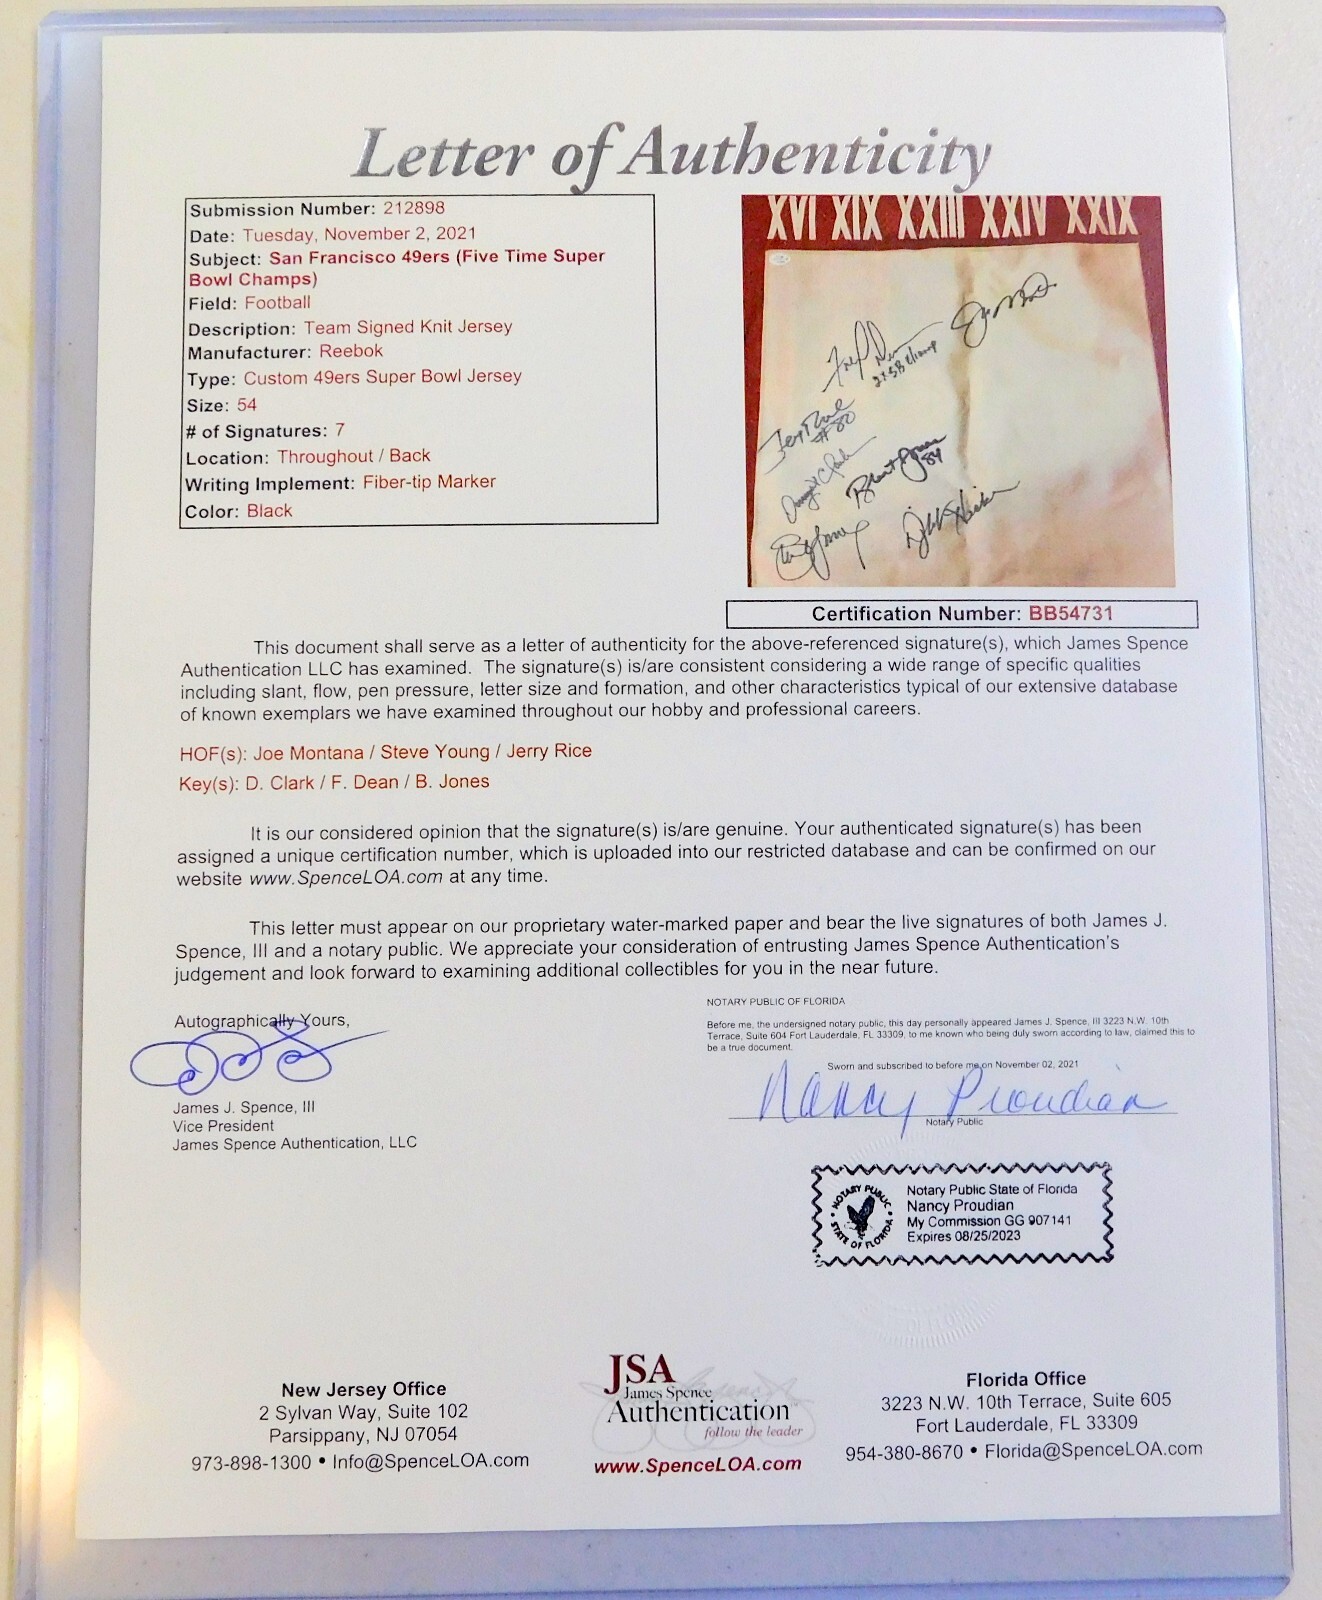 Letter of Authenticity
Submission Number: 212898
Date: Tuesday, November 2, 2021
Subject: San Francisco 49ers (Five Time Super
Bowl Champs)
Field: Football
Description: Team Signed Knit Jersey
Manufacturer: Reebok
Type: Custom 49ers Super Bowl Jersey
Size: 54
# of Signatures: 7
Location: Throughout / Back
Writing Implement: Fiber-tip Marker
Color: Black
XVI XIX XXIII XXIV XXIX
2xSB Champ
#80
84
Certification Number: BB54731
This document shall serve as a letter of authenticity for the above-referenced signature(s), which James Spence
Authentication LLC has examined. The signature(s) is/are consistent considering a wide range of specific qualities
including slant, flow, pen pressure, letter size and formation, and other characteristics typical of our extensive database
of known exemplars we have examined throughout our hobby and professional careers.
HOF(s): Joe Montana / Steve Young / Jerry Rice
Key(s): D. Clark / F. Dean / B. Jones
It is our considered opinion that the signature(s) is/are genuine. Your authenticated signature(s) has been
assigned a unique certification number, which is uploaded into our restricted database and can be confirmed on our
website www.SpenceLOA.com at any time.
This letter must appear on our proprietary water-marked paper and bear the live signatures of both James J.
Spence, III and a notary public. We appreciate your consideration of entrusting James Spence Authentication's
judgement and look forward to examining additional collectibles for you in the near future.
Autographically Yours,
James J. Spence, III
Vice President
James Spence Authentication, LLC
NOTARY PUBLIC OF FLORIDA
Before me, the undersigned notary public, this day personally appeared James J. Spence, III 3223 N.W. 10th
Terrace, Suite 604 Fort Lauderdale, FL 33309, to me known who being duly sworn according to law, claimed this to
be a true document.
Sworn and subscribed to before me on November 02, 2021
Nancy Proudian
Notary Public
NOTARY PUBLIC
STATE OF FLORIDA
Notary Public State of Florida
Nancy Proudian
My Commission GG 907141
Expires 08/25/2023
New Jersey Office
2 Sylvan Way, Suite 102
Parsippany, NJ 07054
973-898-1300 • Info@SpenceLOA.com
JSA
James Spence
Authentication
follow the leader
www.SpenceLOA.com
Florida Office
3223 N.W. 10th Terrace, Suite 605
Fort Lauderdale, FL 33309
954-380-8670 • Florida@SpenceLOA.com